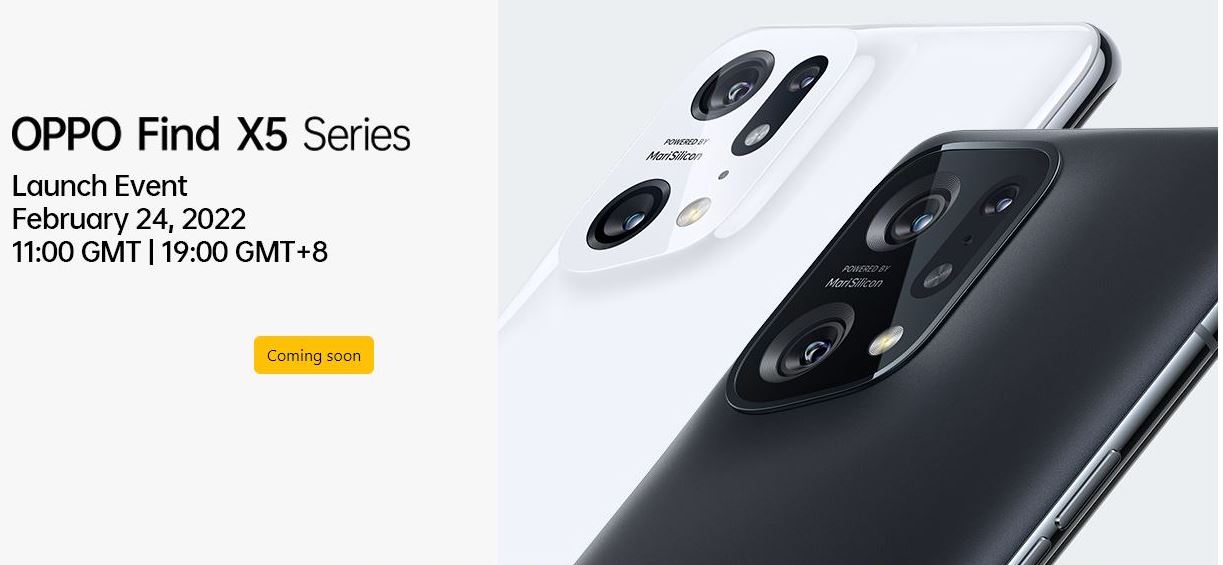 OPPO Find X5 Series
Launch Event
February 24, 2022
11:00 GMT | 19:00 GMT+8
Coming soon
POWERED BY
MariSilicon
POWERED BY
MariSilicon